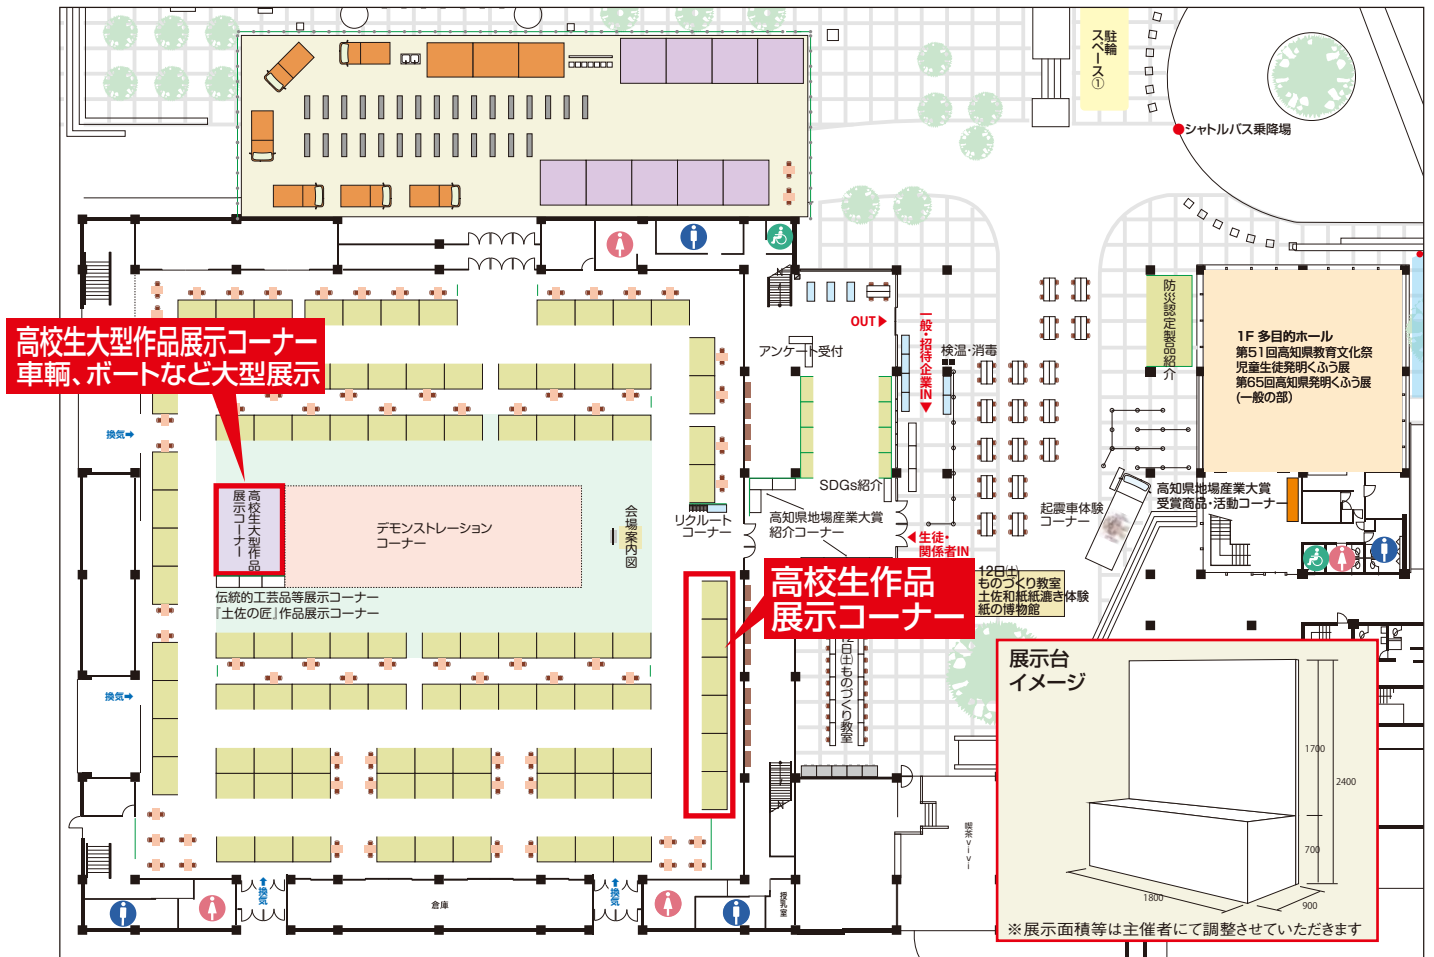 駐輪
スペース①
シャトルバス乗降場
高校生大型作品展示コーナー
車輌、ボートなど大型展示
OUT
一般・招待企業IN
検温・消毒
アンケート受付
防災認定製品紹介
1F 多目的ホール
第51回高知県教育文化祭
児童生徒発明くふう展
第65回高知県発明くふう展
(一般の部)
換気
高校生大型作品
展示コーナー
デモンストレーション
コーナー
会場案内図
リクルート
コーナー
SDGs紹介
高知県地場産業大賞
紹介コーナー
生徒・
関係者IN
起震車体験
コーナー
高知県地場産業大賞
受賞商品・活動コーナー
伝統的工芸品等展示コーナー
『土佐の匠』作品展示コーナー
高校生作品
展示コーナー
12日(土)
ものづくり教室
土佐和紙紙漉き体験
紙の博物館
12日(土)ものづくり教室
換気
展示台
イメージ
1700
2400
700
1800
900
※展示面積等は主催者にて調整させていただきます
喫茶vivi
換気
倉庫
換気
授乳室
N
N